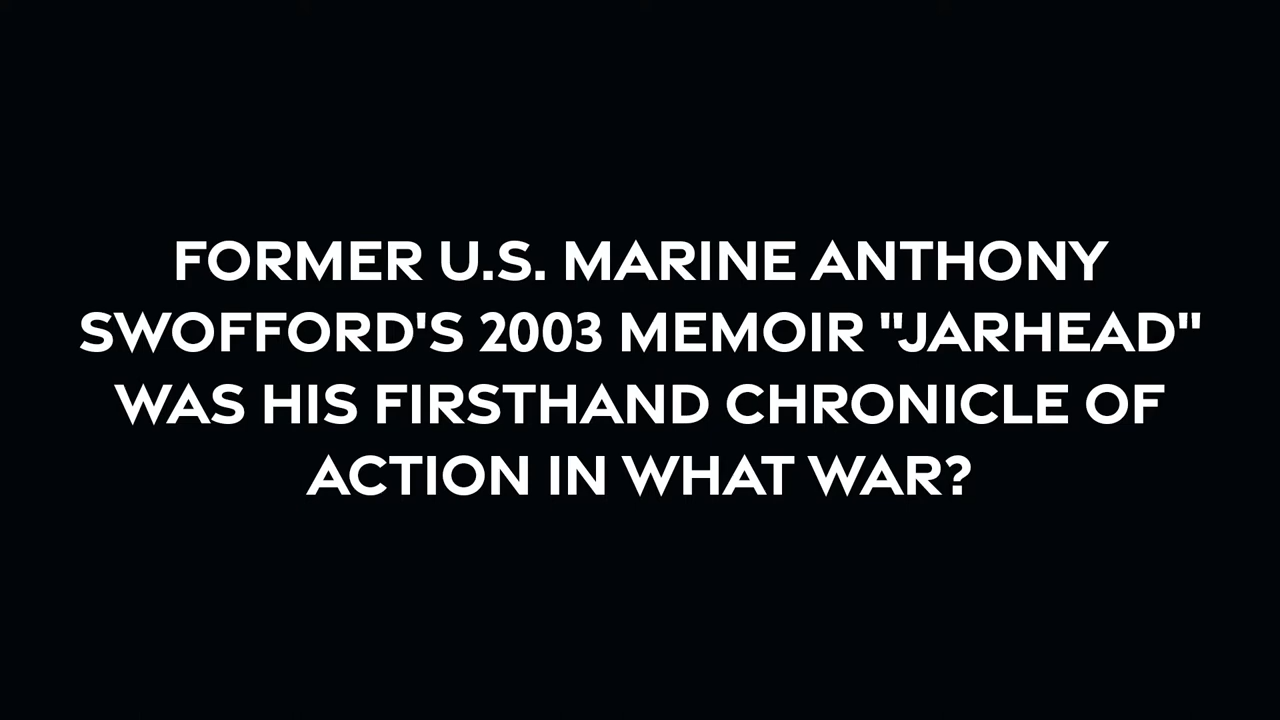 FORMER U.S. MARINE ANTHONY
SWOFFORD'S 2003 MEMOIR "JARHEAD"
WAS HIS FIRSTHAND CHRONICLE OF
ACTION IN WHAT WAR?